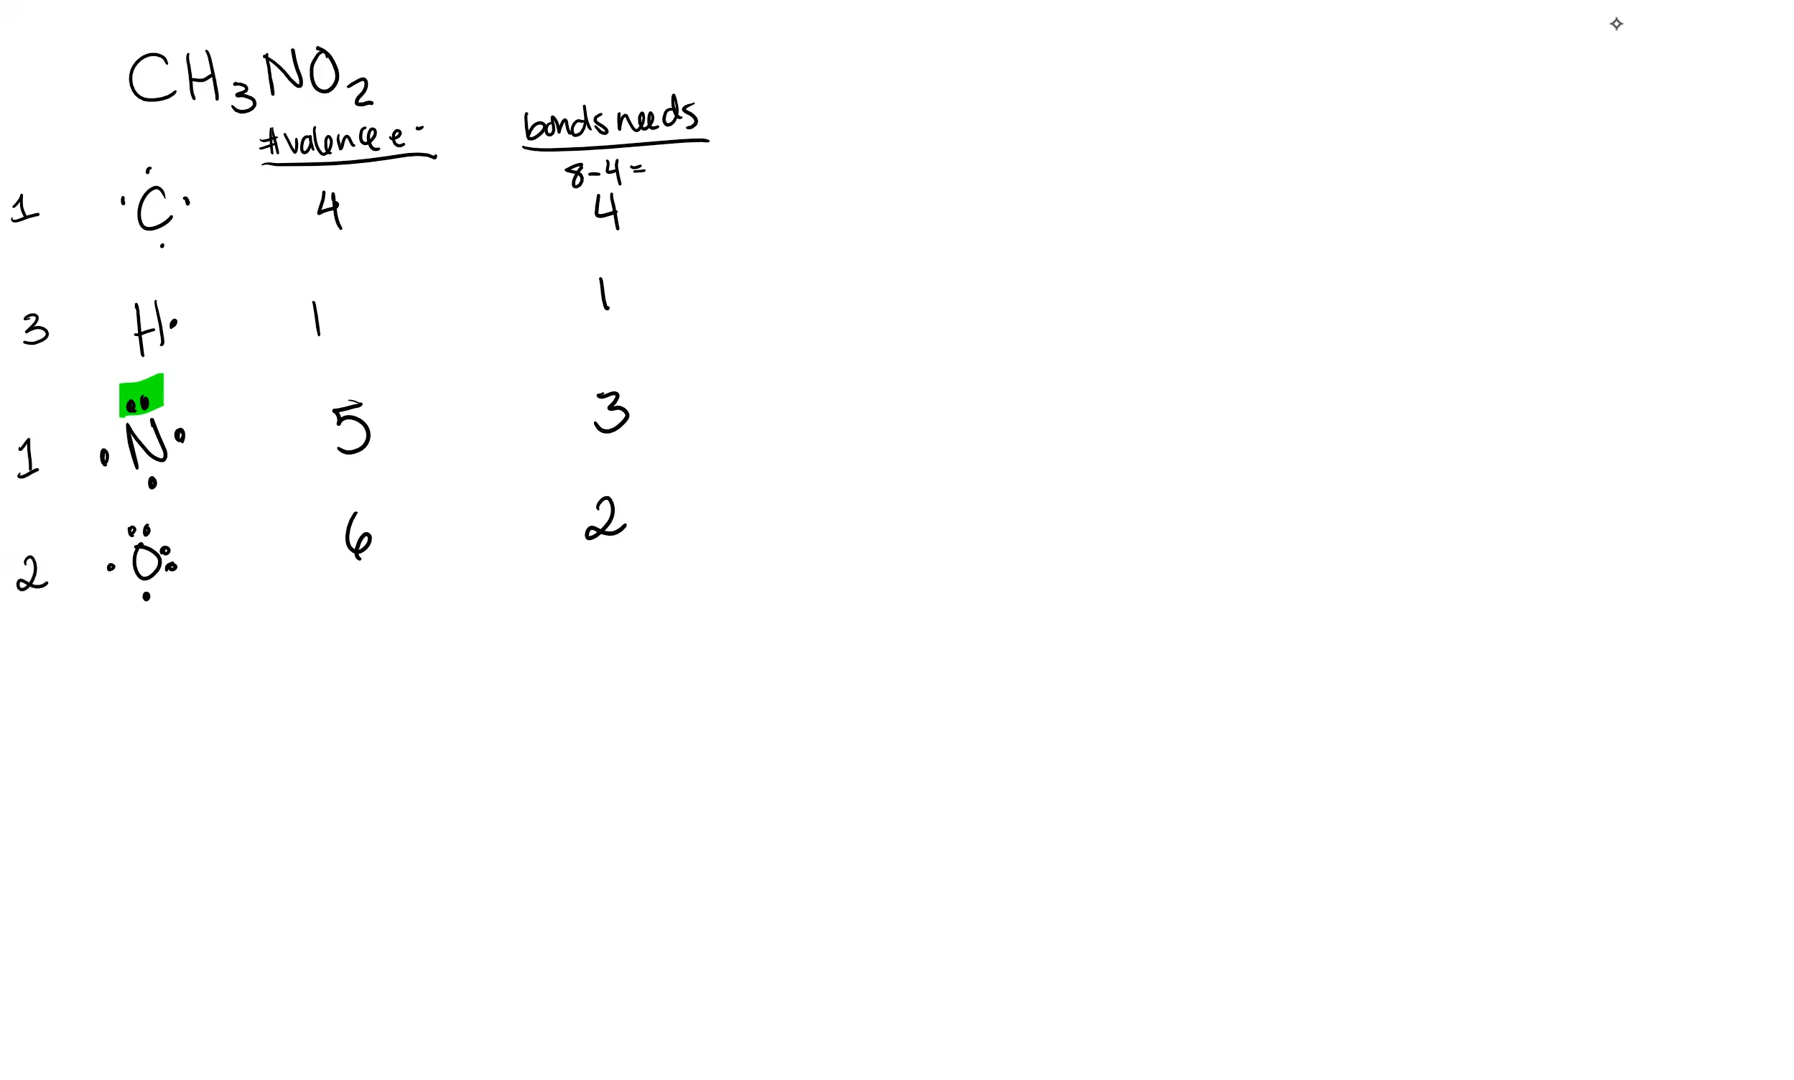 CH₃NO₂
#valence e⁻ bonds needs
8-4=
1 C 4 4
3 H 1 1
1 N 5 3
2 O 6 2